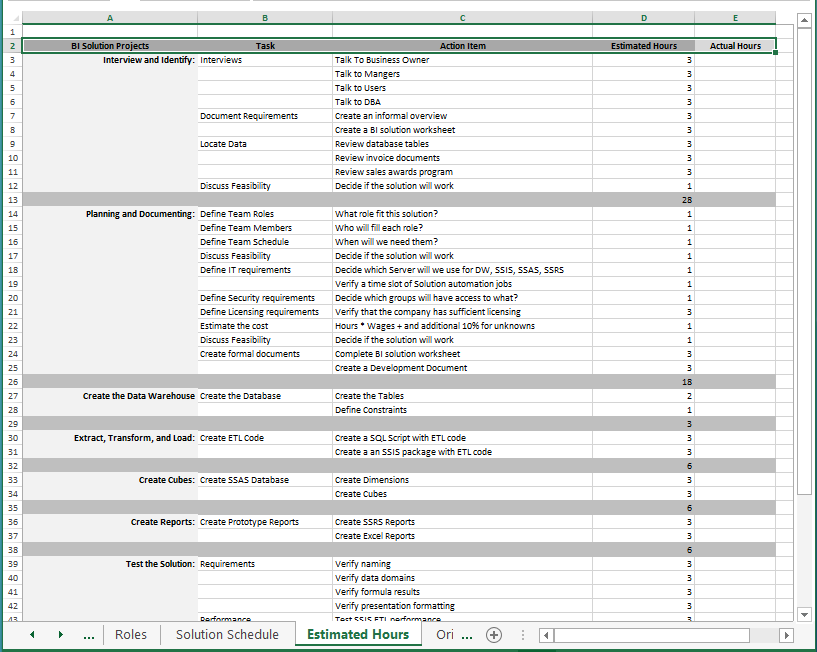 A B C D E
1
2 BI Solution Projects Task Action Item Estimated Hours Actual Hours
3 Interview and Identify: Interviews Talk To Business Owner 3
4 Talk to Mangers 3
5 Talk to Users 3
6 Talk to DBA 3
7 Document Requirements Create an informal overview 3
8 Create a BI solution worksheet 3
9 Locate Data Review database tables 3
10 Review invoice documents 3
11 Review sales awards program 3
12 Discuss Feasibility Decide if the solution will work 1
13 28
14 Planning and Documenting: Define Team Roles What role fit this solution? 1
15 Define Team Members Who will fill each role? 1
16 Define Team Schedule When will we need them? 1
17 Discuss Feasibility Decide if the solution will work 1
18 Define IT requirements Decide which Server will we use for DW, SSIS, SSAS, SSRS 1
19 Verify a time slot of Solution automation jobs 1
20 Define Security requirements Decide which groups will have access to what? 1
21 Define Licensing requirements Verify that the company has sufficient licensing 3
22 Estimate the cost Hours * Wages + and additional 10% for unknowns 1
23 Discuss Feasibility Decide if the solution will work 1
24 Create formal documents Complete BI solution worksheet 3
25 Create a Development Document 3
26 18
27 Create the Data Warehouse Create the Database Create the Tables 2
28 Define Constraints 1
29 3
30 Extract, Transform, and Load: Create ETL Code Create a SQL Script with ETL code 3
31 Create a an SSIS package with ETL code 3
32 6
33 Create Cubes: Create SSAS Database Create Dimensions 3
34 Create Cubes 3
35 6
36 Create Reports: Create Prototype Reports Create SSRS Reports 3
37 Create Excel Reports 3
38 6
39 Test the Solution: Requirements Verify naming 3
40 Verify data domains 3
41 Verify formula results 3
42 Verify presentation formatting 3
43 Performance Test SSIS ETL performance 3
... Roles Solution Schedule Estimated Hours Ori ...